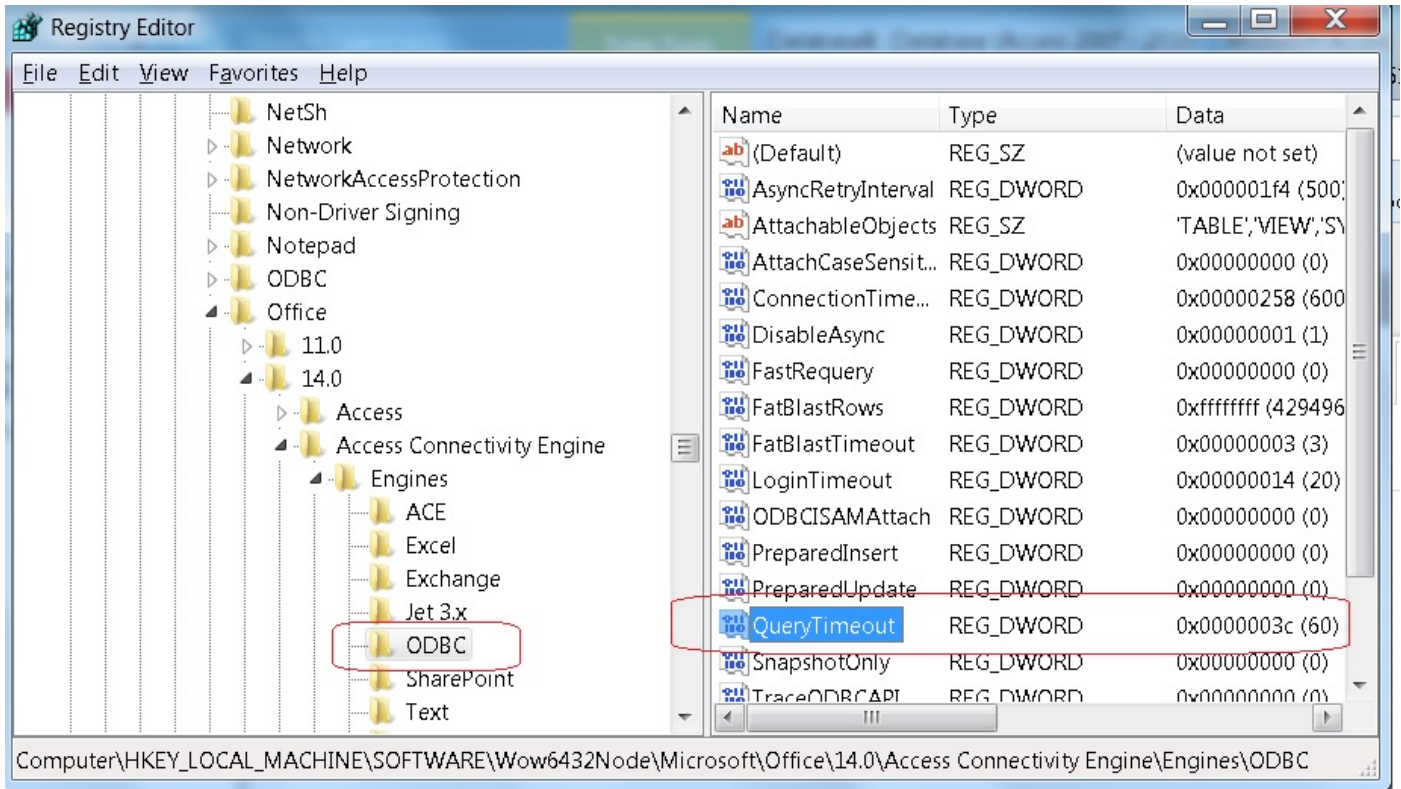 Registry Editor
File Edit View Favorites Help
NetSh
Network
NetworkAccessProtection
Non-Driver Signing
Notepad
ODBC
Office
11.0
14.0
Access
Access Connectivity Engine
Engines
ACE
Excel
Exchange
Jet 3.x
ODBC
SharePoint
Text
Name Type Data
(Default) REG_SZ (value not set)
AsyncRetryInterval REG_DWORD 0x000001f4 (500)
AttachableObjects REG_SZ 'TABLE','VIEW','SY
AttachCaseSensit... REG_DWORD 0x00000000 (0)
ConnectionTime... REG_DWORD 0x00000258 (600
DisableAsync REG_DWORD 0x00000001 (1)
FastRequery REG_DWORD 0x00000000 (0)
FatBlastRows REG_DWORD 0xffffffff (429496
FatBlastTimeout REG_DWORD 0x00000003 (3)
LoginTimeout REG_DWORD 0x00000014 (20)
ODBCISAMAttach REG_DWORD 0x00000000 (0)
PreparedInsert REG_DWORD 0x00000000 (0)
PreparedUpdate REG_DWORD 0x00000000 (0)
QueryTimeout REG_DWORD 0x0000003c (60)
SnapshotOnly REG_DWORD 0x00000000 (0)
TraceODBCAPI REG_DWORD 0x00000000 (0)
Computer\HKEY_LOCAL_MACHINE\SOFTWARE\Wow6432Node\Microsoft\Office\14.0\Access Connectivity Engine\Engines\ODBC